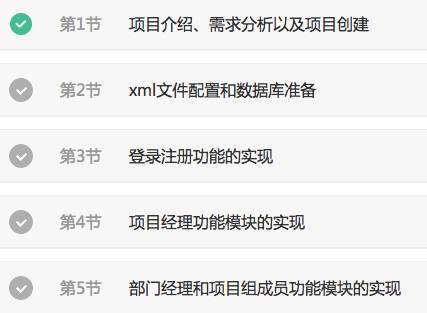 第1节 项目介绍、需求分析以及项目创建
第2节 xml文件配置和数据库准备
第3节 登录注册功能的实现
第4节 项目经理功能模块的实现
第5节 部门经理和项目组成员功能模块的实现